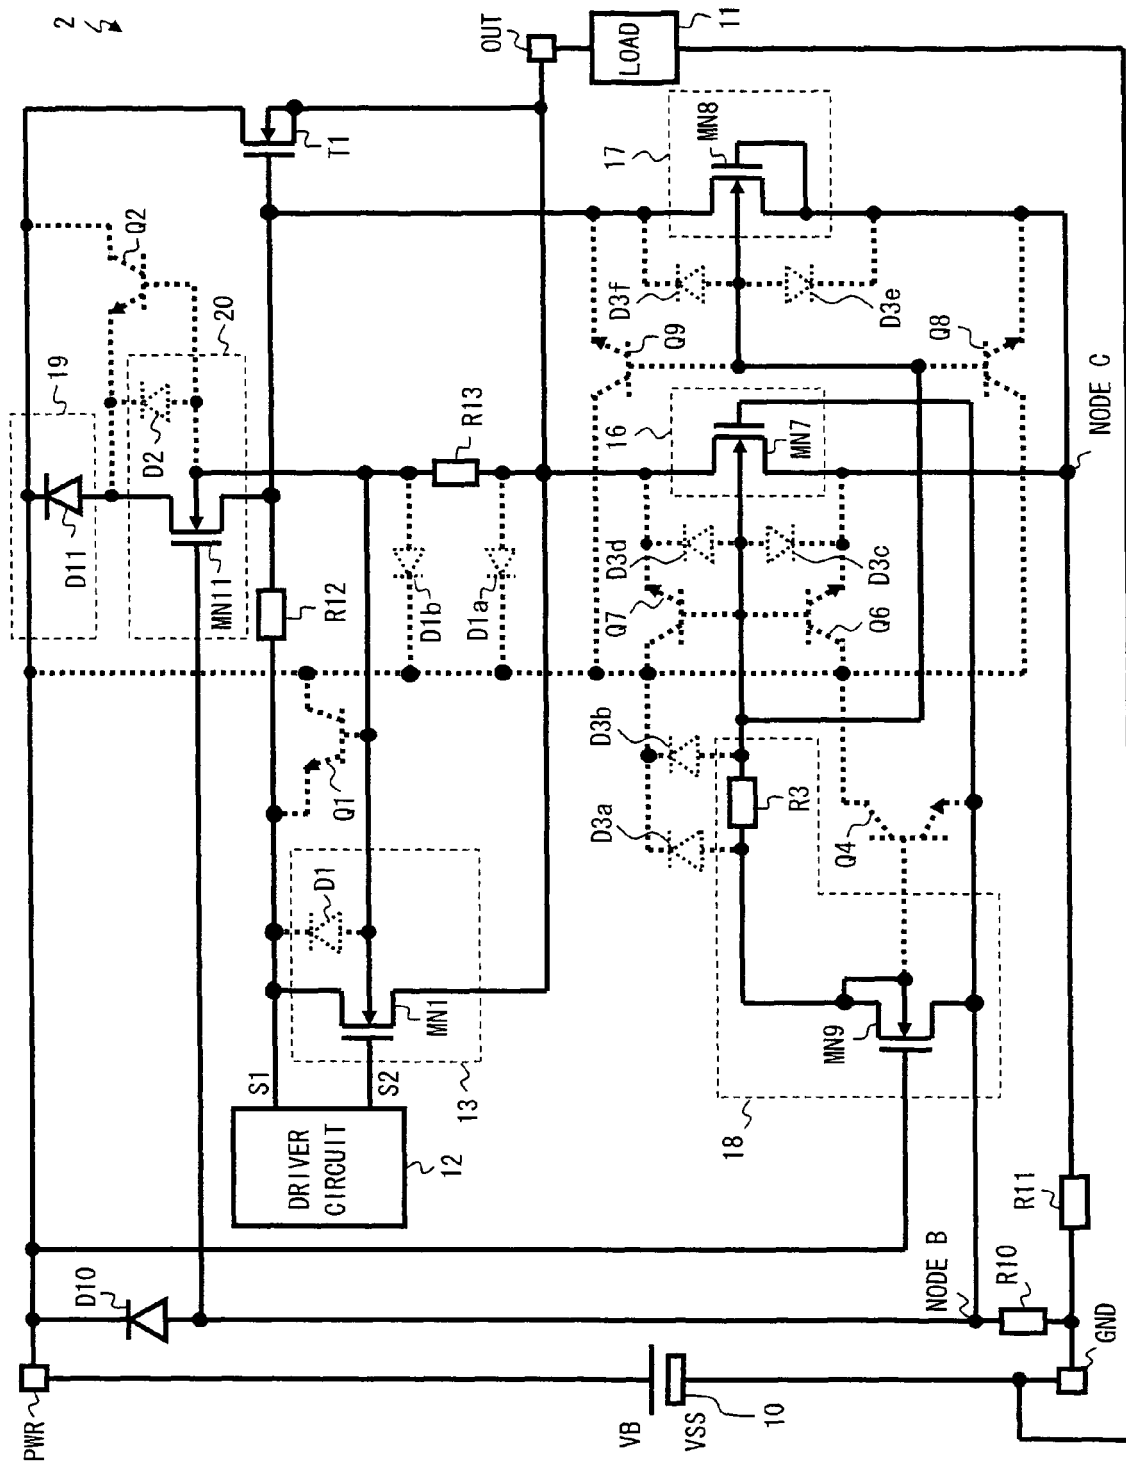 2
PWR
D10
19
D11
Q2
20
D2
MN11
T1
OUT
LOAD
11
R12
R13
D1b
D1a
Q1
D1
MN1
13
S1
S2
DRIVER
CIRCUIT
12
17
MN8
D3f
D3e
Q9
Q8
16
MN7
D3d
D3c
Q7
Q6
D3b
D3a
R3
Q4
MN9
18
NODE C
NODE B
R11
R10
VB
VSS
10
GND